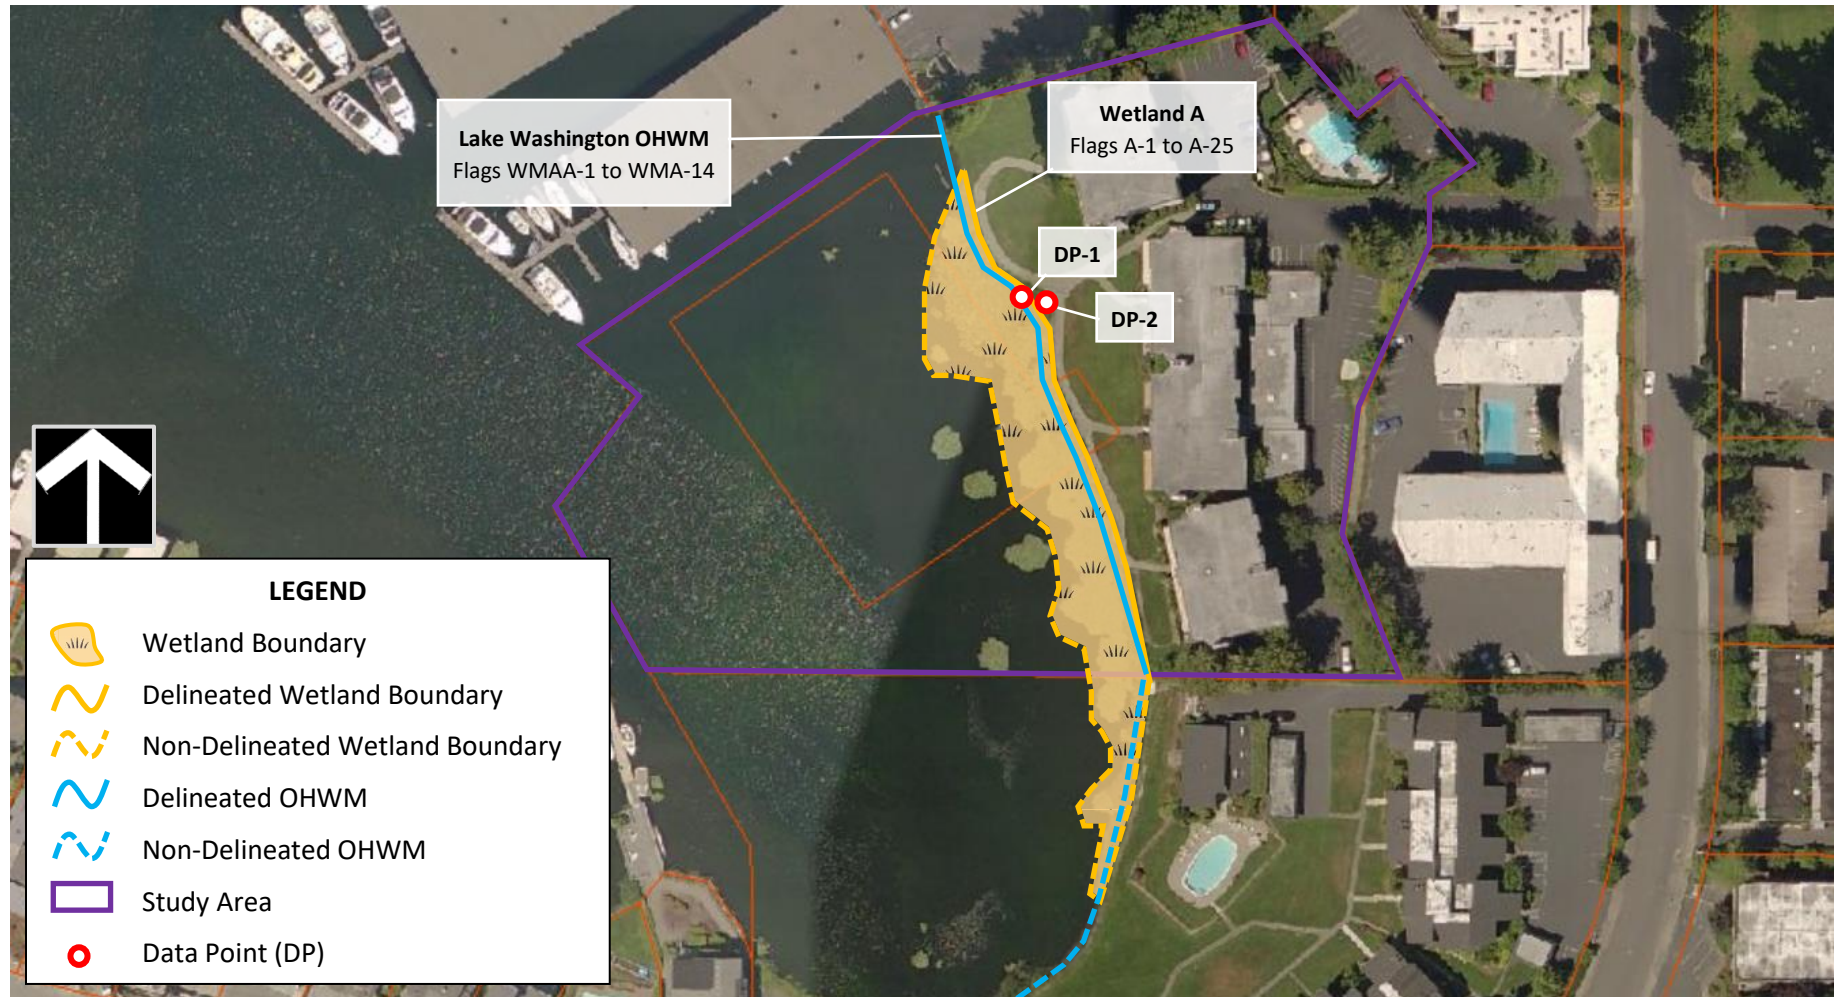 Lake Washington OHWM
Flags WMAA-1 to WMA-14
Wetland A
Flags A-1 to A-25
DP-1
DP-2
LEGEND
Wetland Boundary
Delineated Wetland Boundary
Non-Delineated Wetland Boundary
Delineated OHWM
Non-Delineated OHWM
Study Area
Data Point (DP)